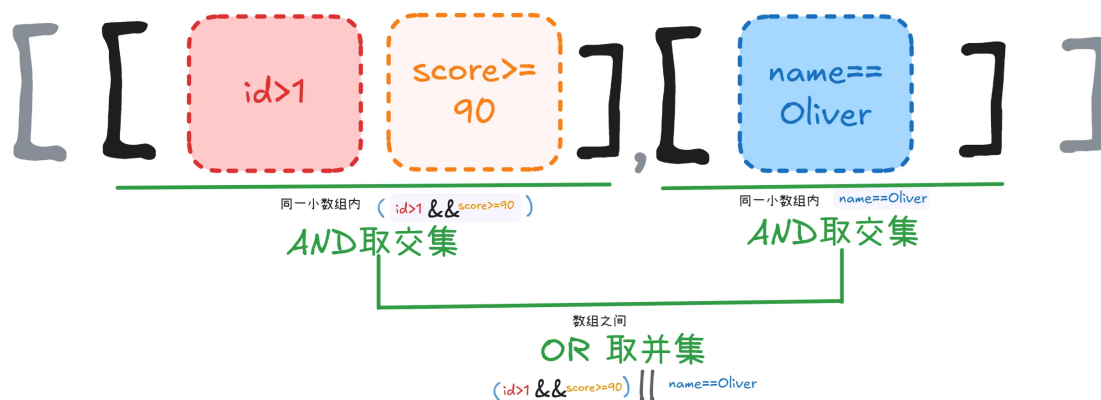 [ [ id>1 score>=
90 ] , [ name==
Oliver ] ]
同一小数组内 ( id>1 && score>=90 )
AND取交集
同一小数组内 name==Oliver
AND取交集
数组之间
OR 取并集
(id>1 && score>=90) || name==Oliver